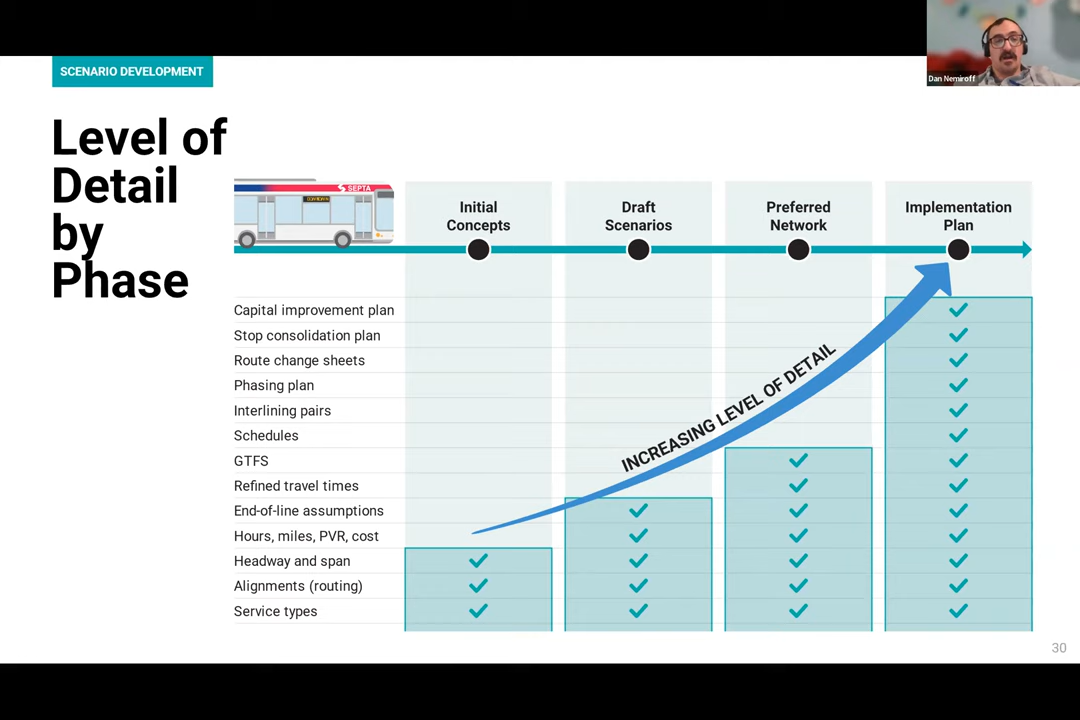 Dan Nemiroff
SCENARIO DEVELOPMENT
Level of
Detail
by
Phase
SEPTA
Initial
Concepts
Draft
Scenarios
Preferred
Network
Implementation
Plan
Capital improvement plan
Stop consolidation plan
Route change sheets
Phasing plan
Interlining pairs
Schedules
GTFS
Refined travel times
End-of-line assumptions
Hours, miles, PVR, cost
Headway and span
Alignments (routing)
Service types
INCREASING LEVEL OF DETAIL
30